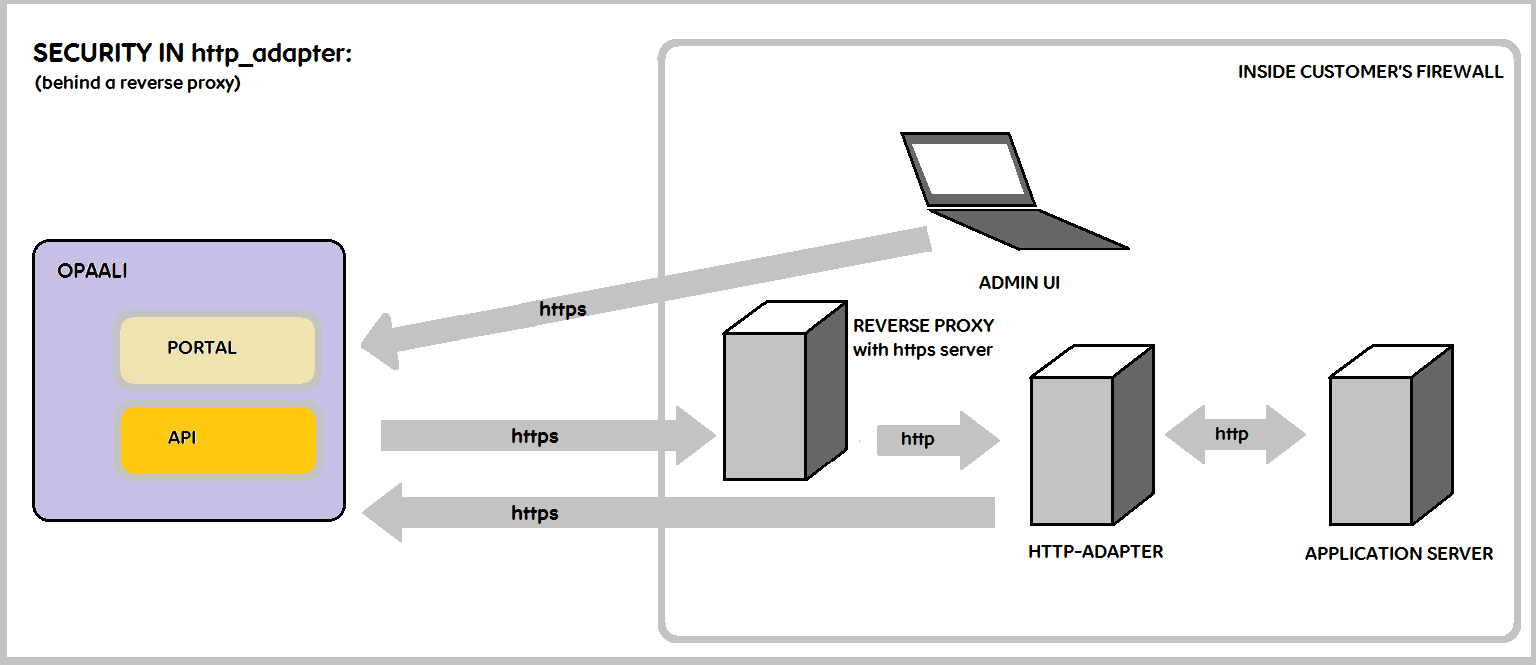 SECURITY IN http_adapter:
(behind a reverse proxy)
INSIDE CUSTOMER'S FIREWALL
OPAALI
PORTAL
API
https
ADMIN UI
REVERSE PROXY
with https server
https
http
http
https
HTTP-ADAPTER
APPLICATION SERVER